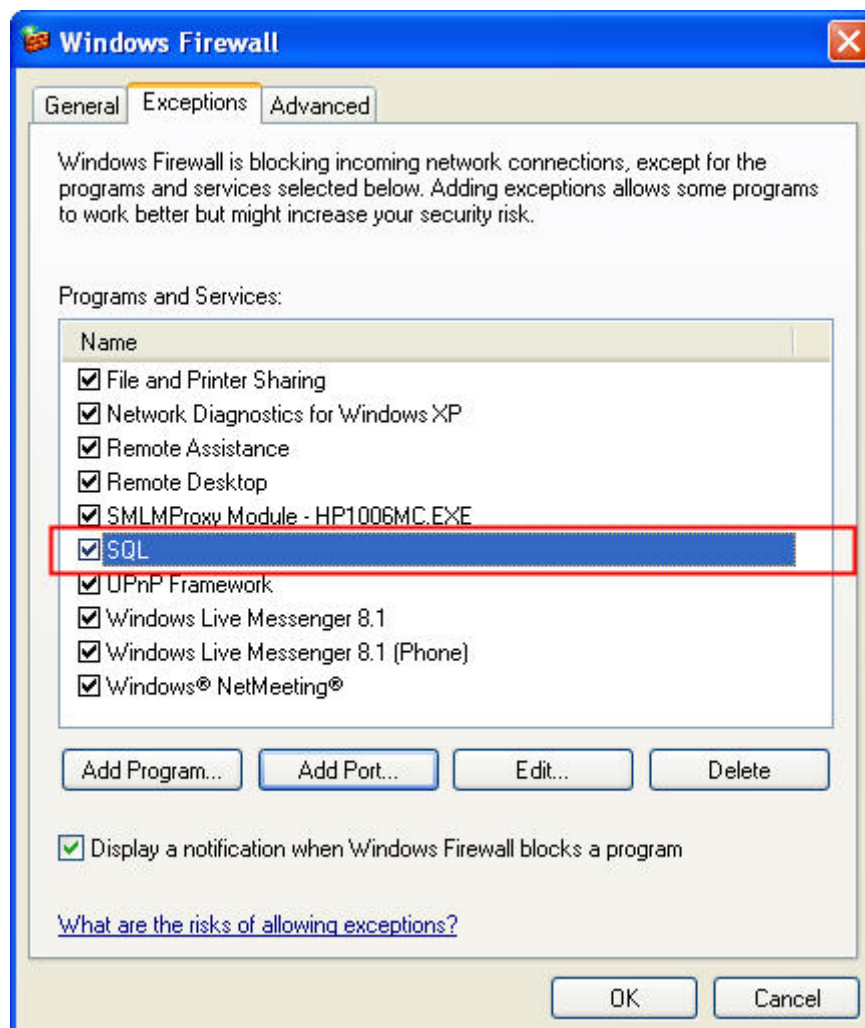 Windows Firewall
General Exceptions Advanced
Windows Firewall is blocking incoming network connections, except for the
programs and services selected below. Adding exceptions allows some programs
to work better but might increase your security risk.
Programs and Services:
Name
File and Printer Sharing
Network Diagnostics for Windows XP
Remote Assistance
Remote Desktop
SMLMProxy Module - HP1006MC.EXE
SQL
UPnP Framework
Windows Live Messenger 8.1
Windows Live Messenger 8.1 (Phone)
Windows® NetMeeting®
Add Program... Add Port... Edit... Delete
Display a notification when Windows Firewall blocks a program
What are the risks of allowing exceptions?
OK Cancel